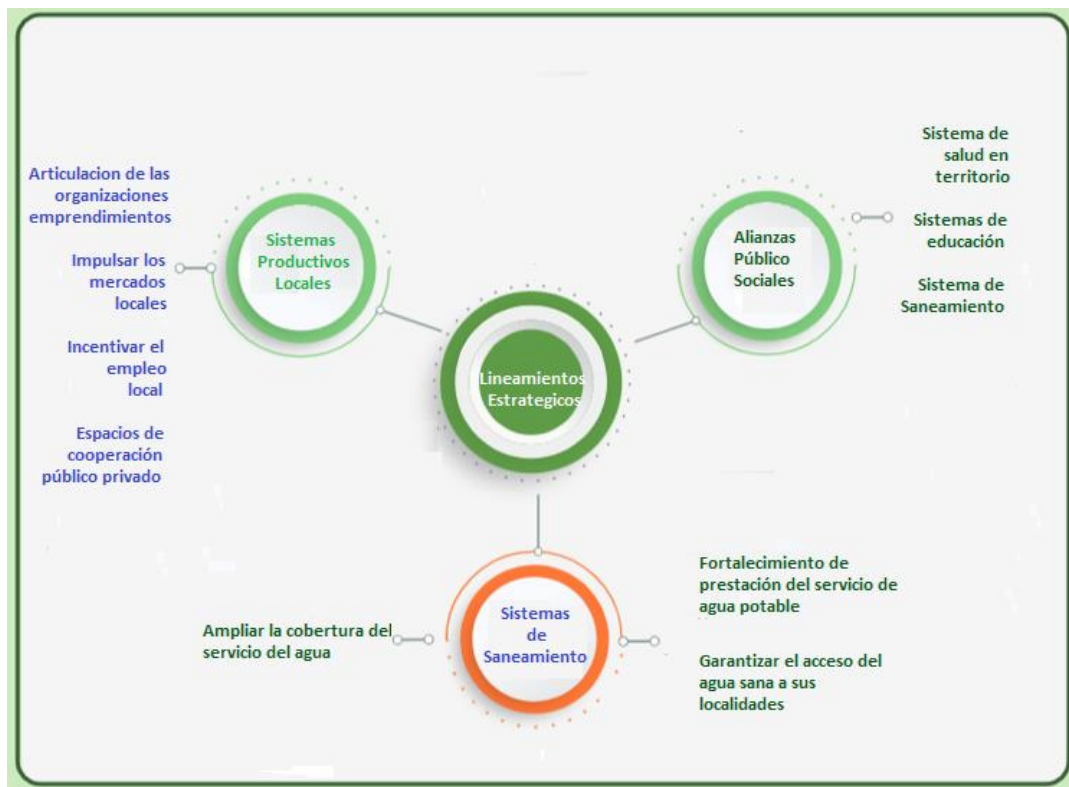 Articulacion de las
organizaciones
emprendimientos
Impulsar los
mercados
locales
Incentivar el
empleo
local
Espacios de
cooperación
público privado
Sistemas
Productivos
Locales
Lineamientos
Estrategicos
Alianzas
Público
Sociales
Sistema de
salud en
territorio
Sistemas de
educación
Sistema de
Saneamiento
Ampliar la cobertura del
servicio del agua
Sistemas
de
Saneamiento
Fortalecimiento de
prestación del servicio de
agua potable
Garantizar el acceso del
agua sana a sus
localidades